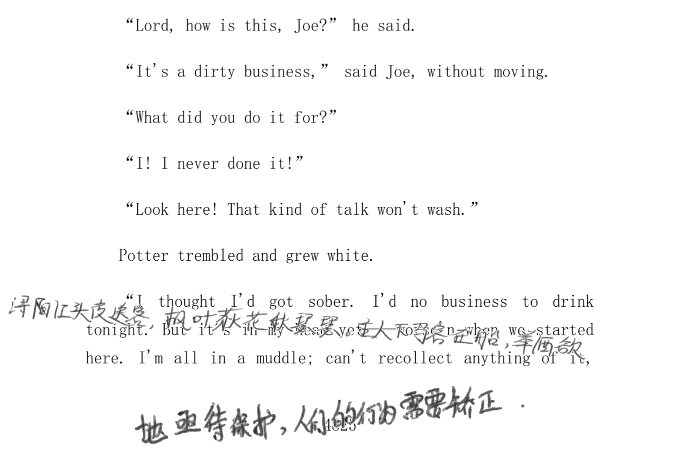 “Lord, how is this, Joe?” he said.
“It's a dirty business,” said Joe, without moving.
“What did you do it for?”
“I! I never done it!”
“Look here! That kind of talk won't wash.”
Potter trembled and grew white.
“I thought I'd got sober. I'd no business to drink
浔阳江头夜送客，枫叶荻花秋瑟瑟。主人下马客在船，举酒欲
tonight. But it's in my head yet—worse'n when we started
here. I'm all in a muddle; can't recollect anything of it,
地亟待保护，人们的行为需要矫正．